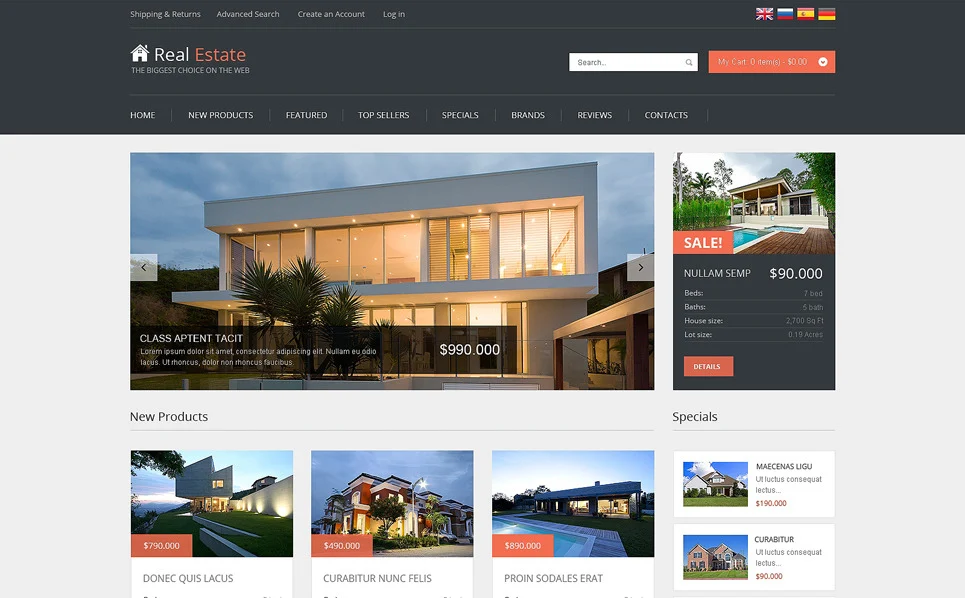 Shipping & Returns Advanced Search Create an Account Log in
Real Estate
THE BIGGEST CHOICE ON THE WEB
Search...
My Cart: 0 item(s) - $0.00
HOME NEW PRODUCTS FEATURED TOP SELLERS SPECIALS BRANDS REVIEWS CONTACTS
CLASS APTENT TACIT
Lorem ipsum dolor sit amet, consectetur adipiscing elit. Nullam eu odio
lacus. Ut rhoncus, dolor non rhoncus faucibus.
$990.000
SALE!
NULLAM SEMP $90.000
Beds: 7 bed
Baths: 5 bath
House size: 2,700 Sq Ft
Lot size: 0.19 Acres
DETAILS
New Products
$790.000
DONEC QUIS LACUS
$490.000
CURABITUR NUNC FELIS
$890.000
PROIN SODALES ERAT
Specials
MAECENAS LIGU
Ut luctus consequat
lectus...
$190.000
CURABITUR
Ut luctus consequat
lectus...
$90.000